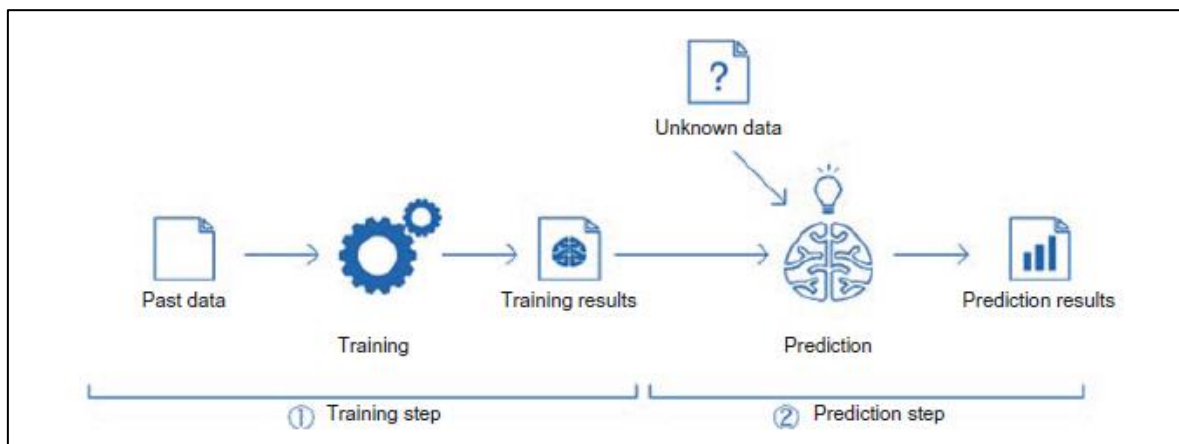 ?
Unknown data
Past data
Training results
Prediction results
Training
Prediction
① Training step
② Prediction step